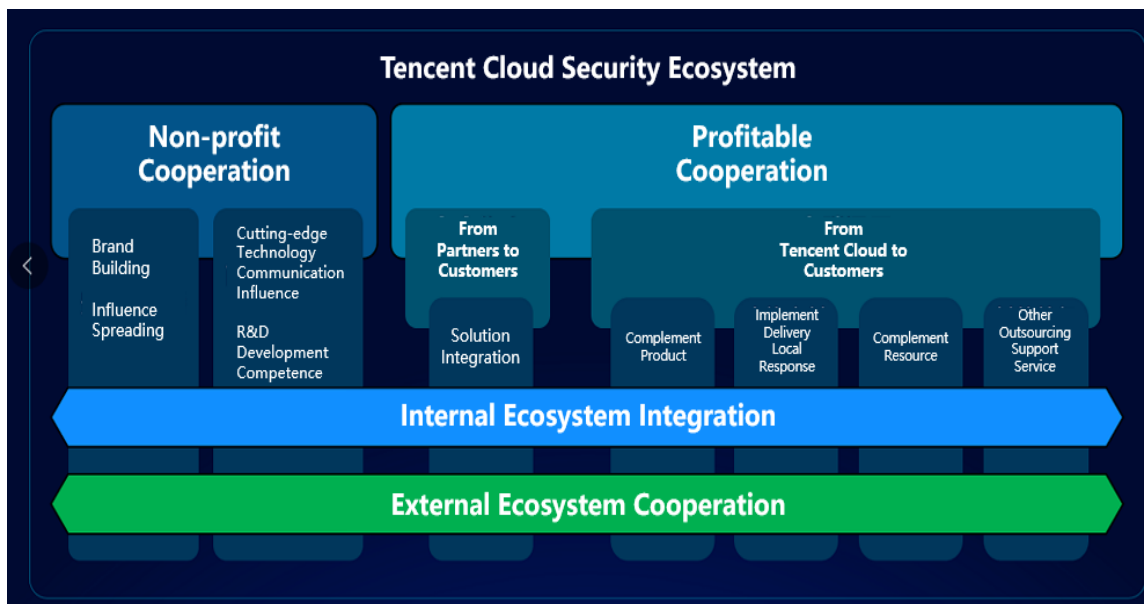 Tencent Cloud Security Ecosystem
Non-profit
Cooperation
Profitable
Cooperation
Brand
Building
Influence
Spreading
Cutting-edge
Technology
Communication
Influence
R&D
Development
Competence
From
Partners to
Customers
Solution
Integration
From
Tencent Cloud to
Customers
Complement
Product
Implement
Delivery
Local
Response
Complement
Resource
Other
Outsourcing
Support
Service
Internal Ecosystem Integration
External Ecosystem Cooperation